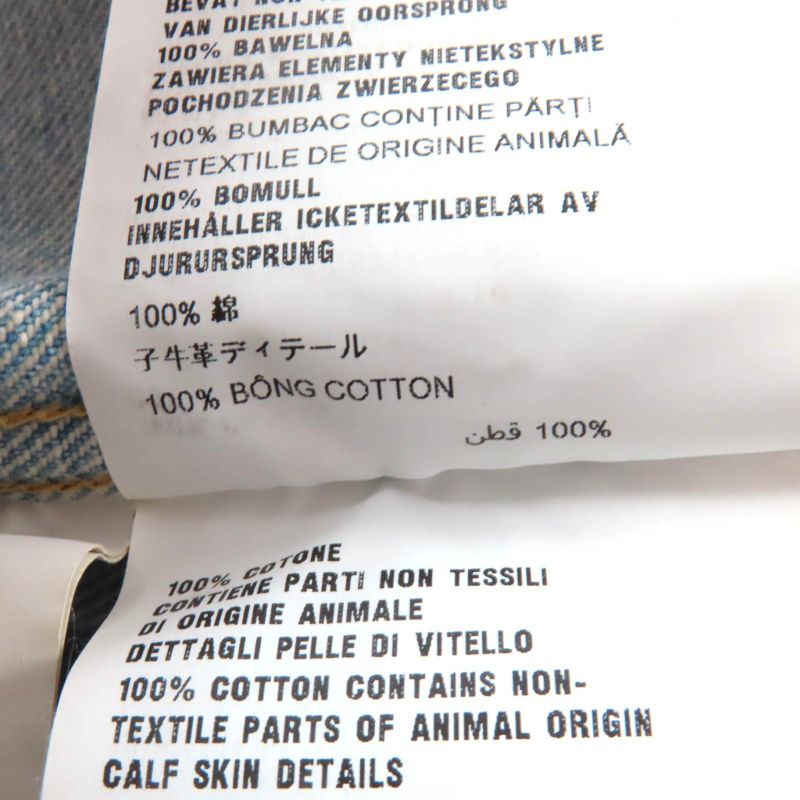 BEVAT NON
VAN DIERLIJKE OORSPRONG
100% BAWELNA
ZAWIERA ELEMENTY NIETEKSTYLNE
POCHODZENIA ZWIERZECEGO
100% BUMBAC CONȚINE PĂRȚI
NETEXTILE DE ORIGINE ANIMALĂ
100% BOMULL
INNEHÅLLER ICKETEXTILDELAR AV
DJURURSPRUNG
100% 綿
子牛革ディテール
100% BÔNG COTTON
100% قطن
100% COTONE
CONTIENE PARTI NON TESSILI
DI ORIGINE ANIMALE
DETTAGLI PELLE DI VITELLO
100% COTTON CONTAINS NON-
TEXTILE PARTS OF ANIMAL ORIGIN
CALF SKIN DETAILS